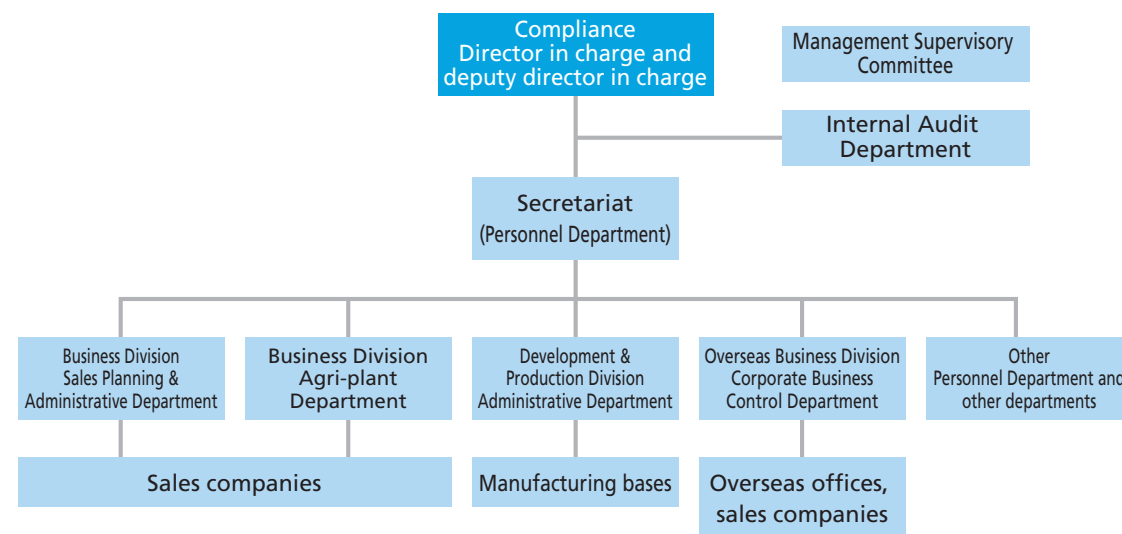 Compliance
Director in charge and
deputy director in charge
Management Supervisory
Committee
Internal Audit
Department
Secretariat
(Personnel Department)
Business Division
Sales Planning &
Administrative Department
Business Division
Agri-plant
Department
Development &
Production Division
Administrative Department
Overseas Business Division
Corporate Business
Control Department
Other
Personnel Department and
other departments
Sales companies
Manufacturing bases
Overseas offices,
sales companies